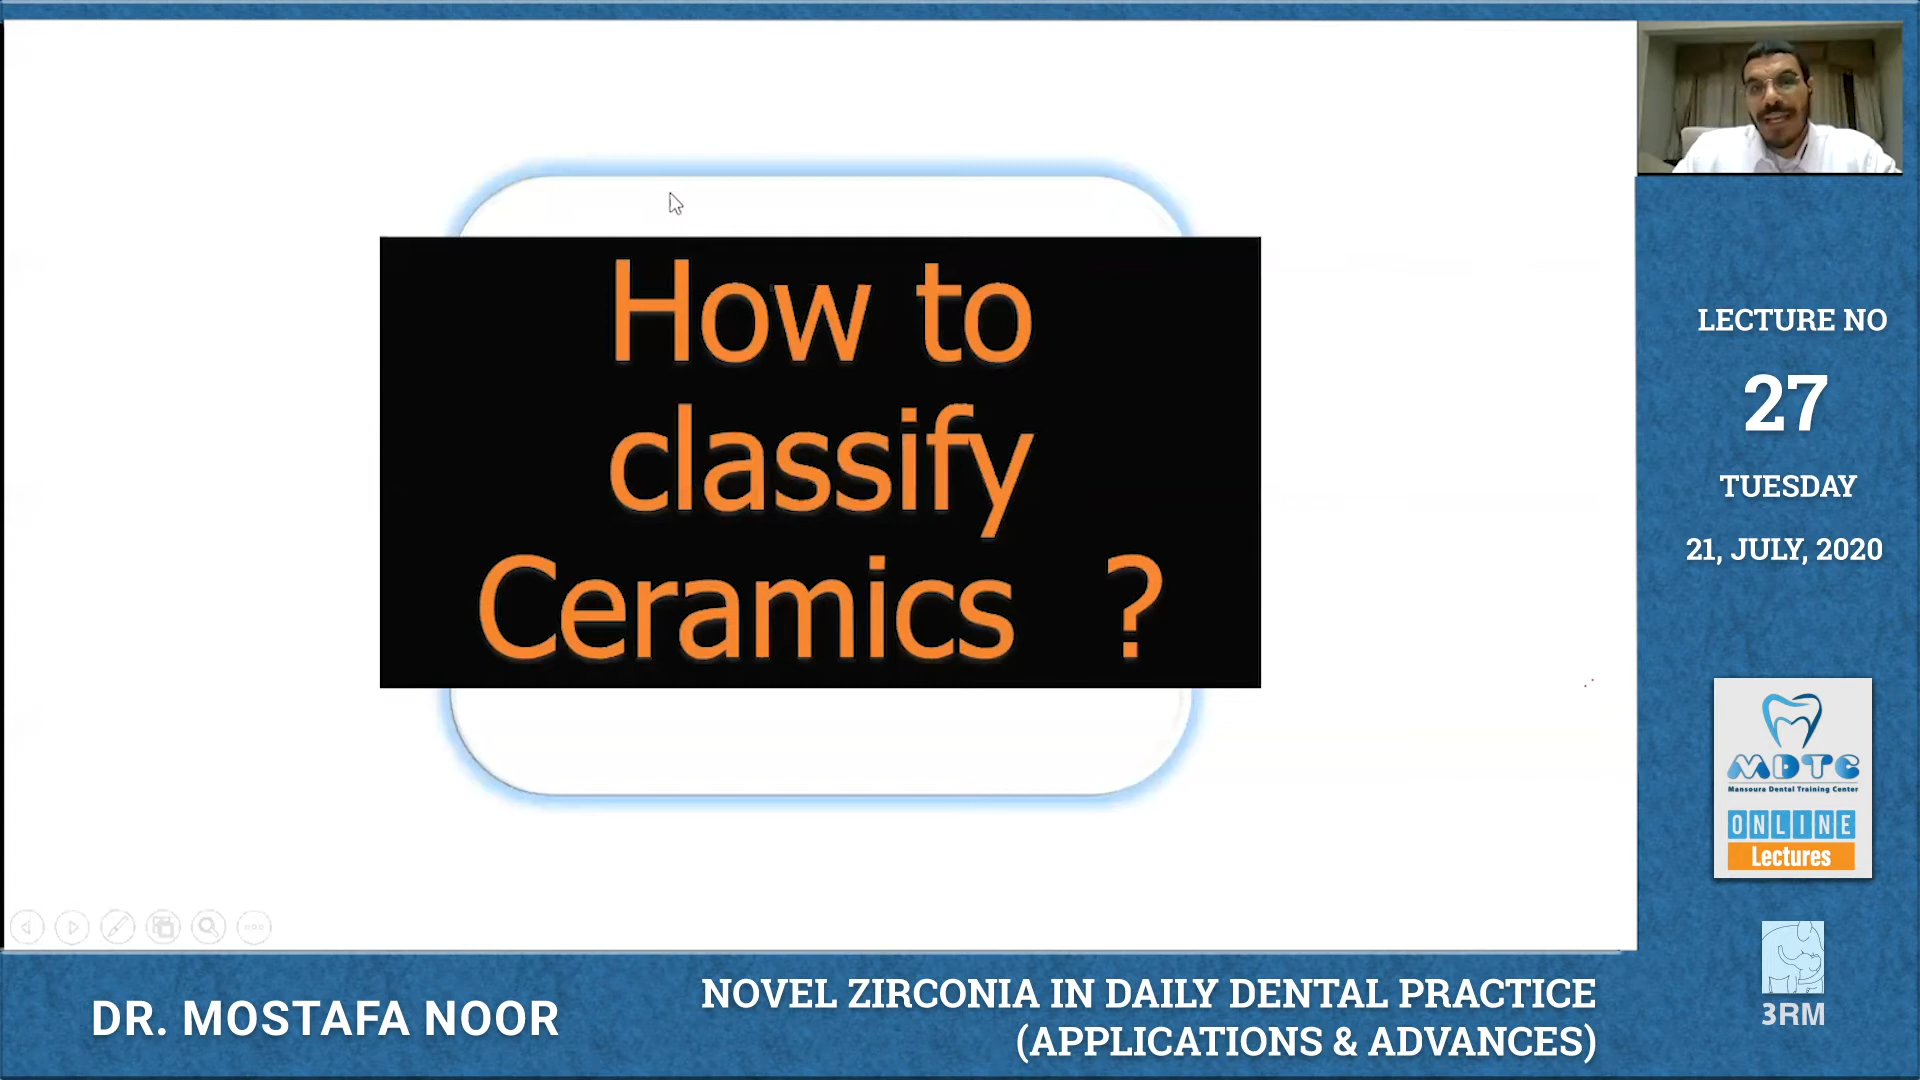 How to
classify
Ceramics ?
LECTURE NO
27
TUESDAY
21, JULY, 2020
MDTC
Mansoura Dental Training Center
ONLINE
Lectures
3RM
DR. MOSTAFA NOOR
NOVEL ZIRCONIA IN DAILY DENTAL PRACTICE
(APPLICATIONS & ADVANCES)